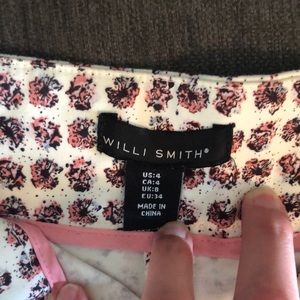 WILLI SMITH®
US:4
CA:4
UK:8
EU:34
MADE IN
CHINA